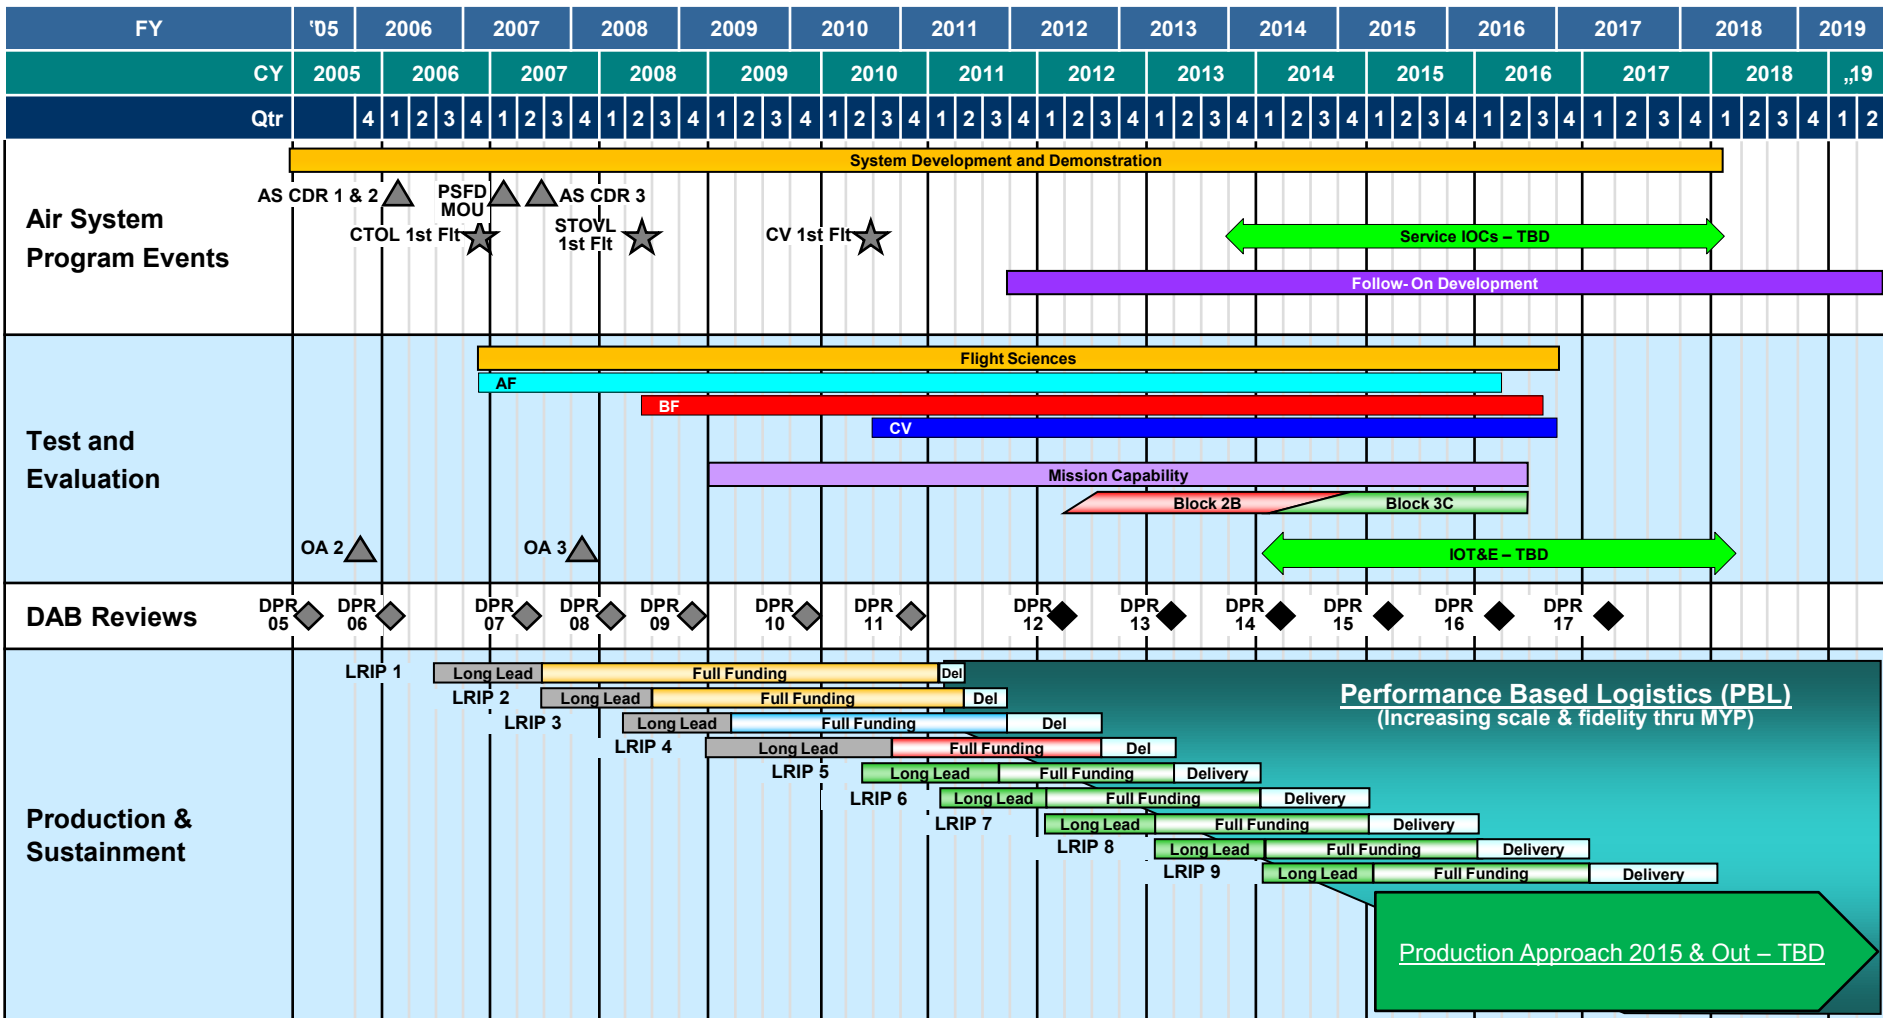 FY '05 2006 2007 2008 2009 2010 2011 2012 2013 2014 2015 2016 2017 2018 2019
CY 2005 2006 2007 2008 2009 2010 2011 2012 2013 2014 2015 2016 2017 2018 „19
Qtr 4 1 2 3 4 1 2 3 4 1 2 3 4 1 2 3 4 1 2 3 4 1 2 3 4 1 2 3 4 1 2 3 4 1 2 3 4 1 2 3 4 1 2 3 4 1 2 3 4 1 2 3 4 1 2
Air System
Program Events
System Development and Demonstration
AS CDR 1 & 2
PSFD
MOU
AS CDR 3
CTOL 1st Flt
STOVL
1st Flt
CV 1st Flt
Service IOCs – TBD
Follow- On Development
Test and
Evaluation
Flight Sciences
AF
BF
CV
Mission Capability
Block 2B
Block 3C
OA 2
OA 3
IOT&E – TBD
DAB Reviews
DPR
05
DPR
06
DPR
07
DPR
08
DPR
09
DPR
10
DPR
11
DPR
12
DPR
13
DPR
14
DPR
15
DPR
16
DPR
17
Production &
Sustainment
LRIP 1 Long Lead Full Funding Del
LRIP 2 Long Lead Full Funding Del
LRIP 3 Long Lead Full Funding Del
LRIP 4 Long Lead Full Funding Del
LRIP 5 Long Lead Full Funding Delivery
LRIP 6 Long Lead Full Funding Delivery
LRIP 7 Long Lead Full Funding Delivery
LRIP 8 Long Lead Full Funding Delivery
LRIP 9 Long Lead Full Funding Delivery
Performance Based Logistics (PBL)
(Increasing scale & fidelity thru MYP)
Production Approach 2015 & Out – TBD